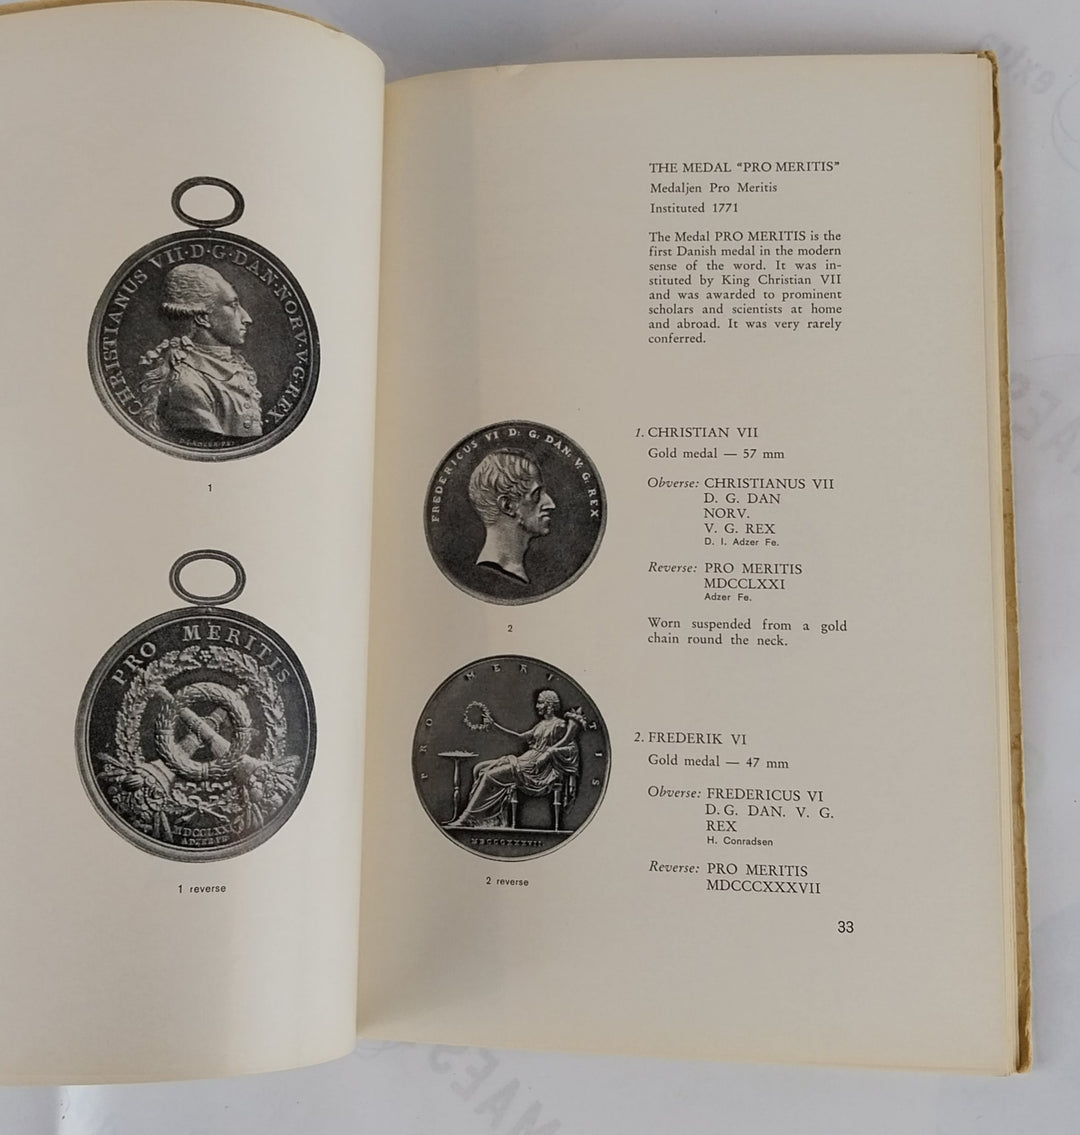 CHRISTIANUS VII·D·G·DAN·NORV·V·G·REX·
1
PRO MERITIS
MDCCLXXI
ADZER FE
1 reverse
FREDERICUS VI D: G: DAN. V. G. REX
2
PRO MERITIS
MDCCCXXXVII
2 reverse
THE MEDAL “PRO MERITIS”
Medaljen Pro Meritis
Instituted 1771
The Medal PRO MERITIS is the
first Danish medal in the modern
sense of the word. It was in-
stituted by King Christian VII
and was awarded to prominent
scholars and scientists at home
and abroad. It was very rarely
conferred.
1. CHRISTIAN VII
Gold medal — 57 mm
Obverse: CHRISTIANUS VII
D. G. DAN
NORV.
V. G. REX
D. I. Adzer Fe.
Reverse: PRO MERITIS
MDCCLXXI
Adzer Fe.
Worn suspended from a gold
chain round the neck.
2. FREDERIK VI
Gold medal — 47 mm
Obverse: FREDERICUS VI
D. G. DAN. V. G.
REX
H. Conradsen
Reverse: PRO MERITIS
MDCCCXXXVII
33